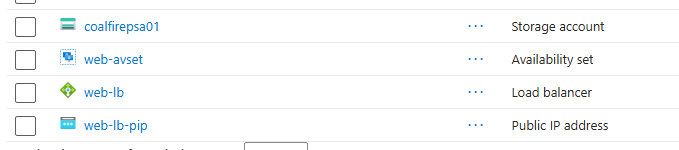 coalfirepsa01 ··· Storage account
web-avset ··· Availability set
web-lb ··· Load balancer
web-lb-pip ··· Public IP address